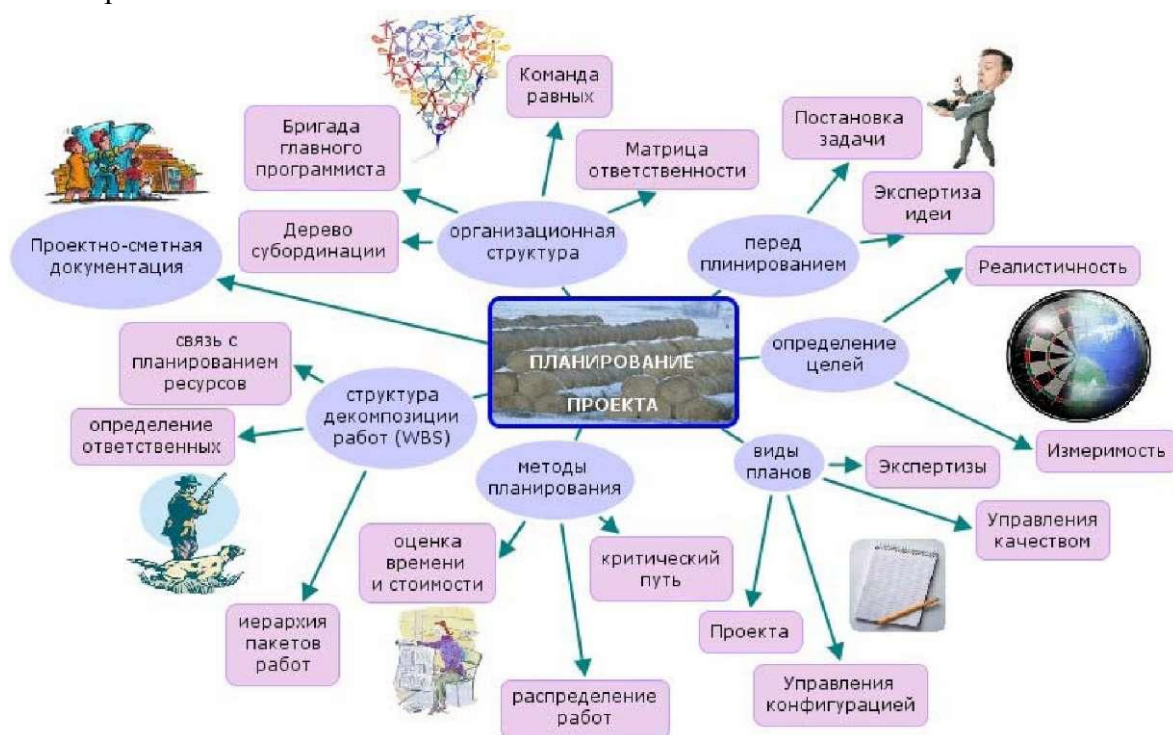 Команда
равных
Бригада
главного
программиста
Матрица
ответственности
Постановка
задачи
Экспертиза
идеи
Дерево
субординации
организационная
структура
перед
плинированием
Проектно-сметная
документация
Реалистичность
определение
целей
ПЛАНИРОВАНИЕ
ПРОЕКТА
связь с
планированием
ресурсов
структура
декомпозиции
работ (WBS)
определение
ответственных
методы
планирования
виды
планов
Экспертизы
Измеримость
Управления
качеством
оценка
времени
и стоимости
критический
путь
иерархия
пакетов
работ
Проекта
распределение
работ
Управления
конфигурацией